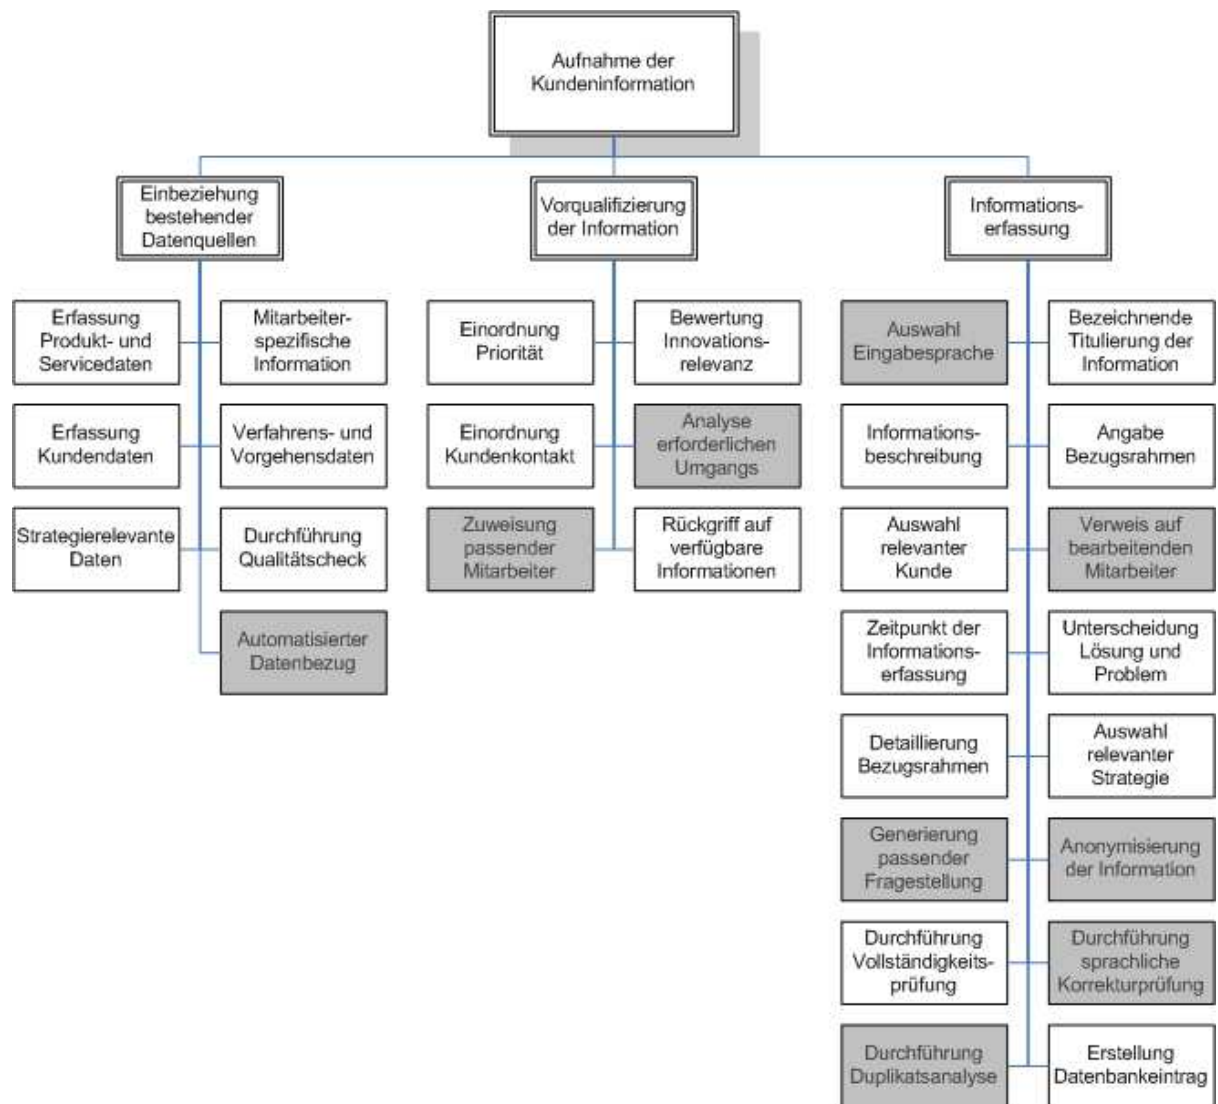 Aufnahme der
Kundeninformation
Einbeziehung
bestehender
Datenquellen
Vorqualifizierung
der Information
Informations-
erfassung
Erfassung
Produkt- und
Servicedaten
Mitarbeiter-
spezifische
Information
Erfassung
Kundendaten
Verfahrens- und
Vorgehensdaten
Strategierelevante
Daten
Durchführung
Qualitätscheck
Automatisierter
Datenbezug
Einordnung
Priorität
Bewertung
Innovations-
relevanz
Einordnung
Kundenkontakt
Analyse
erforderlichen
Umgangs
Zuweisung
passender
Mitarbeiter
Rückgriff auf
verfügbare
Informationen
Auswahl
Eingabesprache
Bezeichnende
Titulierung der
Information
Informations-
beschreibung
Angabe
Bezugsrahmen
Auswahl
relevanter
Kunde
Verweis auf
bearbeitenden
Mitarbeiter
Zeitpunkt der
Informations-
erfassung
Unterscheidung
Lösung und
Problem
Detaillierung
Bezugsrahmen
Auswahl
relevanter
Strategie
Generierung
passender
Fragestellung
Anonymisierung
der Information
Durchführung
Vollständigkeits-
prüfung
Durchführung
sprachliche
Korrekturprüfung
Durchführung
Duplikatsanalyse
Erstellung
Datenbankeintrag